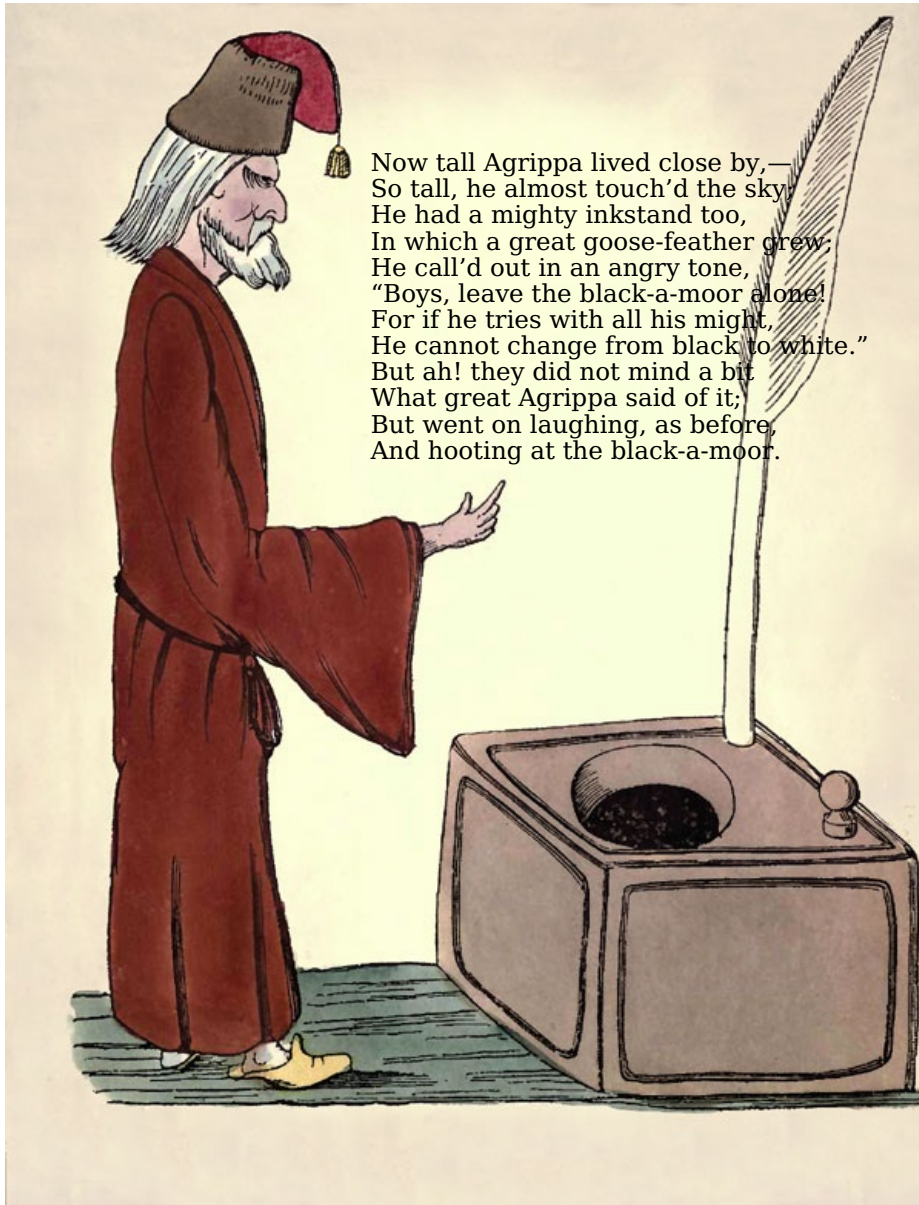 Now tall Agrippa lived close by,—
So tall, he almost touch’d the sky;
He had a mighty inkstand too,
In which a great goose-feather grew;
He call’d out in an angry tone,
“Boys, leave the black-a-moor alone!
For if he tries with all his might,
He cannot change from black to white.”
But ah! they did not mind a bit
What great Agrippa said of it;
But went on laughing, as before,
And hooting at the black-a-moor.